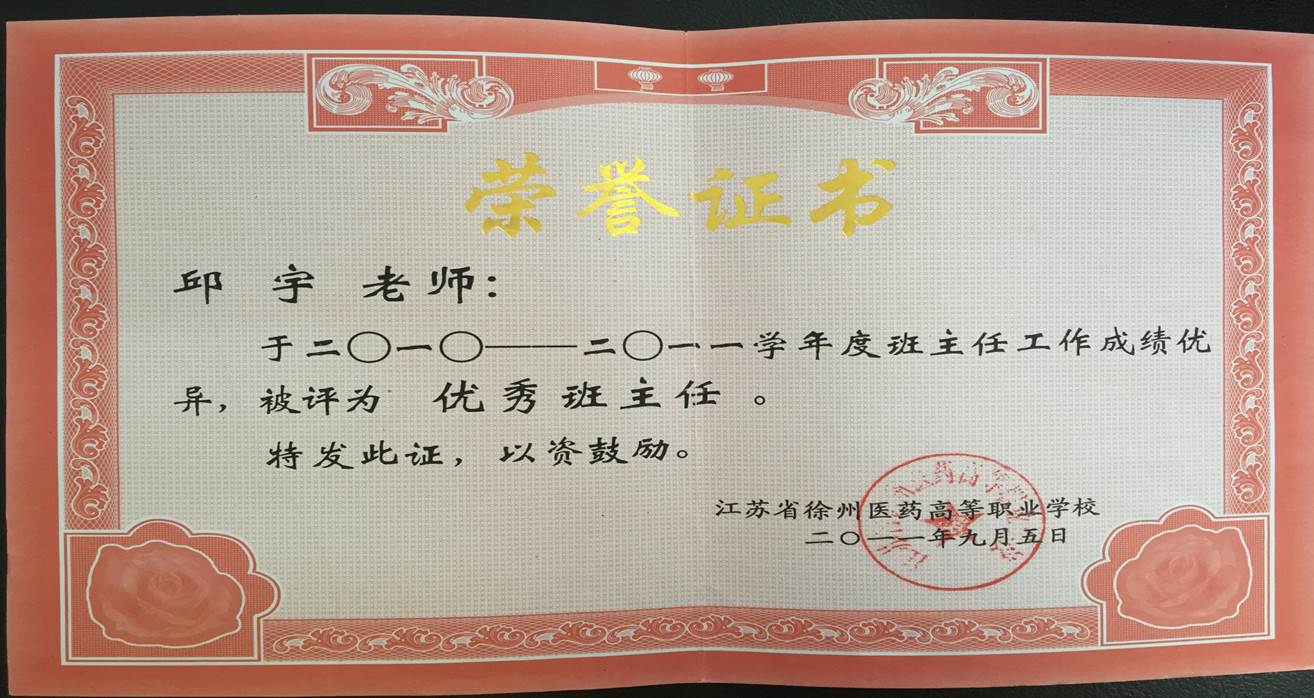 荣誉证书
邱 宇 老师：
于二〇一〇——二〇一一学年度班主任工作成绩优
异，被评为 优秀班主任 。
特发此证，以资鼓励。
江苏省徐州医药高等职业学校
二〇一一年九月五日